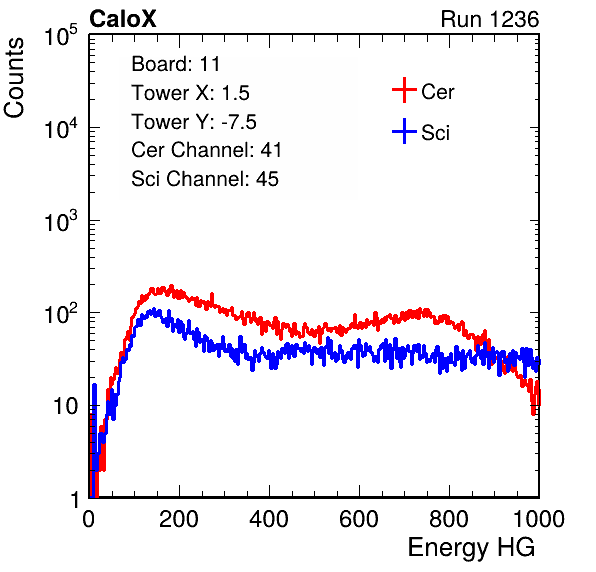 CaloX Run 1236
Counts
10^5
10^4
10^3
10^2
10
1
Board: 11
Tower X: 1.5
Tower Y: -7.5
Cer Channel: 41
Sci Channel: 45
Cer
Sci
0 200 400 600 800 1000
Energy HG